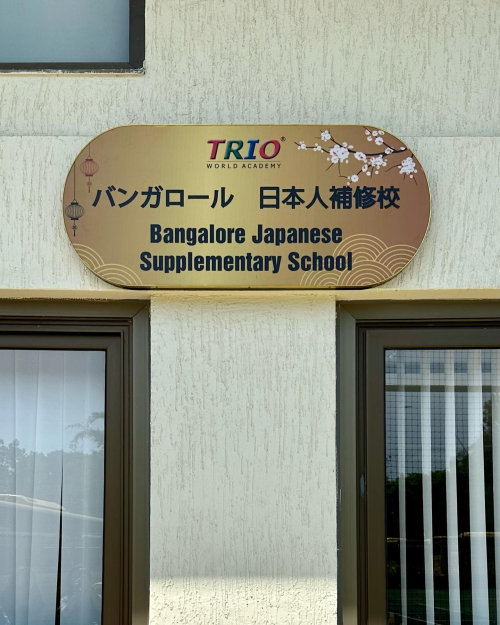 TRIO®
WORLD ACADEMY
バンガロール　日本人補修校
Bangalore Japanese
Supplementary School